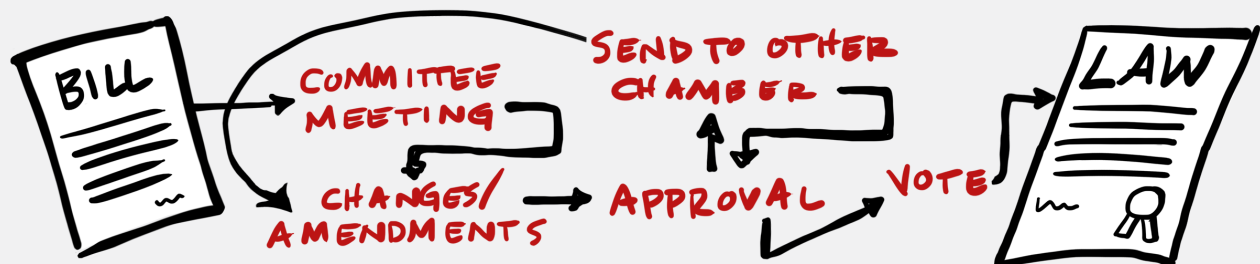 BILL
COMMITTEE
MEETING
CHANGES/
AMENDMENTS
APPROVAL
SEND TO OTHER
CHAMBER
VOTE
LAW